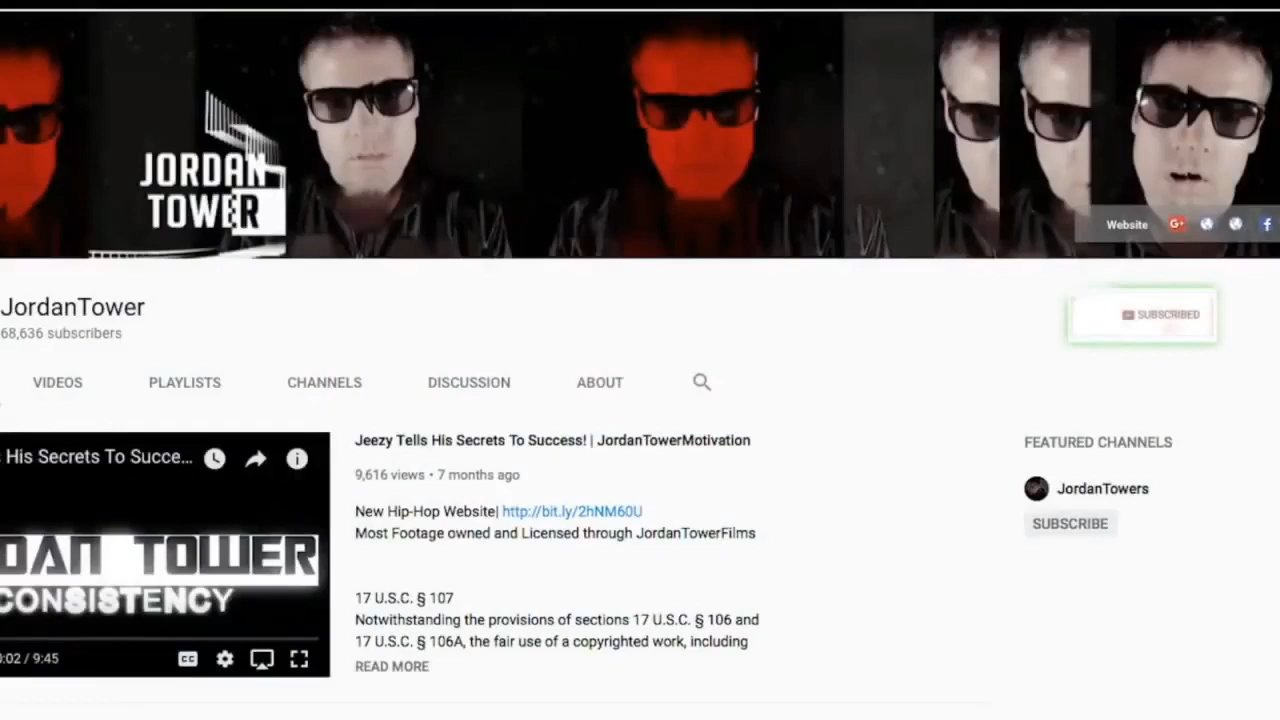 JORDAN
TOWER
Website
JordanTower
68,636 subscribers
SUBSCRIBED
VIDEOS PLAYLISTS CHANNELS DISCUSSION ABOUT
His Secrets To Succe...
DAN TOWER
CONSISTENCY
0:02 / 9:45
CC
Jeezy Tells His Secrets To Success! | JordanTowerMotivation
9,616 views • 7 months ago
New Hip-Hop Website| http://bit.ly/2hNM60U
Most Footage owned and Licensed through JordanTowerFilms
17 U.S.C. § 107
Notwithstanding the provisions of sections 17 U.S.C. § 106 and
17 U.S.C. § 106A, the fair use of a copyrighted work, including
READ MORE
FEATURED CHANNELS
JordanTowers
SUBSCRIBE